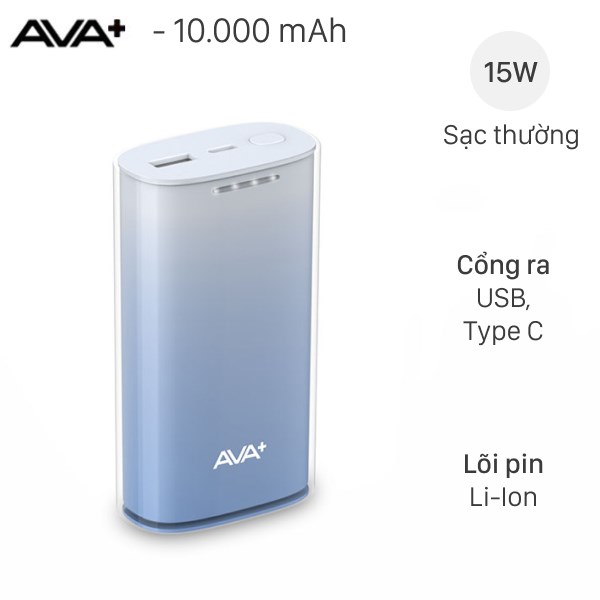 AVA+ - 10.000 mAh
15W
Sạc thường
Cổng ra
USB,
Type C
Lõi pin
Li-Ion
AVA+